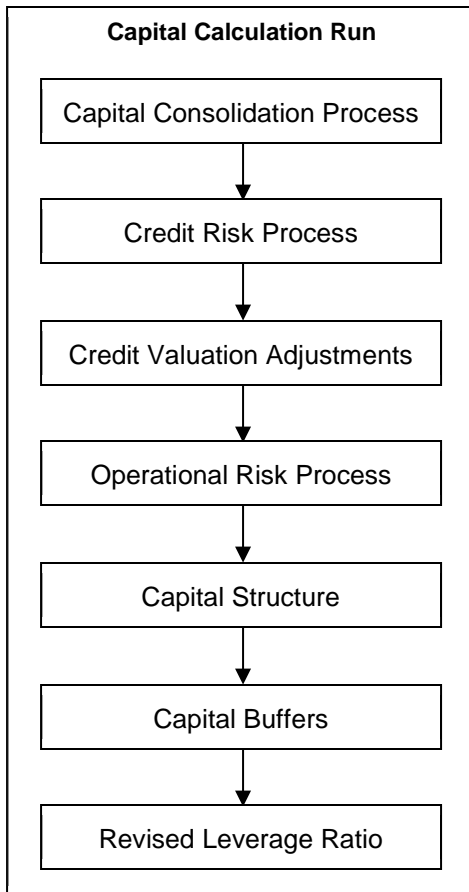 Capital Calculation Run
Capital Consolidation Process
Credit Risk Process
Credit Valuation Adjustments
Operational Risk Process
Capital Structure
Capital Buffers
Revised Leverage Ratio